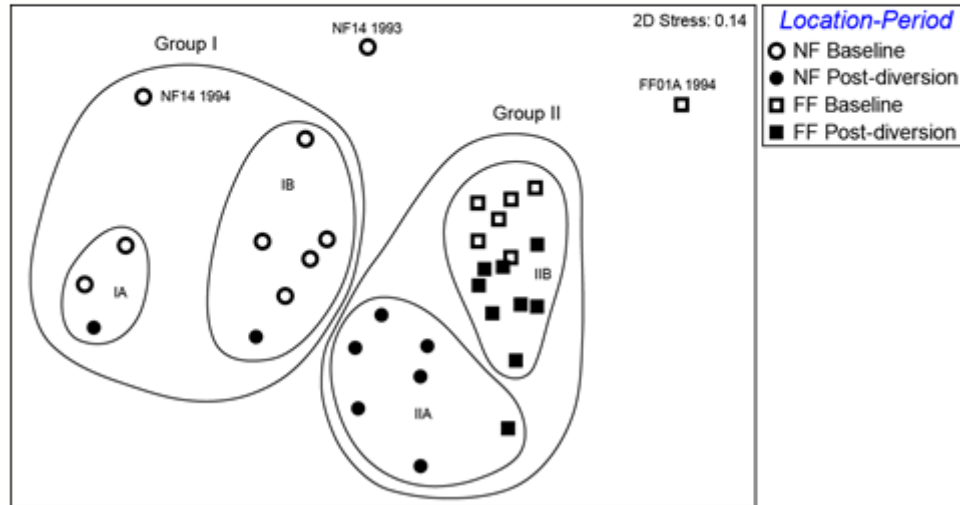 NF14 1993
2D Stress: 0.14
Group I
NF14 1994
FF01A 1994
Group II
IB
IA
IIB
IIA
Location-Period
NF Baseline
NF Post-diversion
FF Baseline
FF Post-diversion